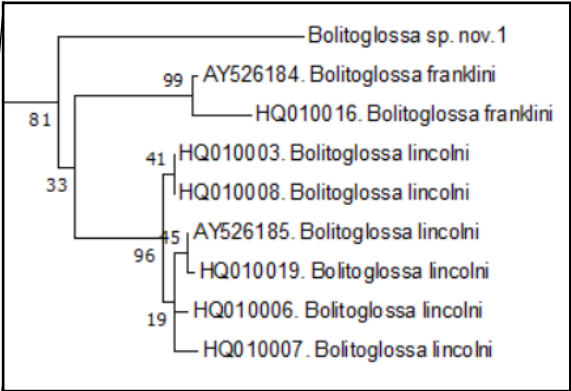 Bolitoglossa sp. nov.1
99
AY526184. Bolitoglossa franklini
81
HQ010016. Bolitoglossa franklini
41
HQ010003. Bolitoglossa lincolni
33
HQ010008. Bolitoglossa lincolni
45
AY526185. Bolitoglossa lincolni
96
HQ010019. Bolitoglossa lincolni
HQ010006. Bolitoglossa lincolni
19
HQ010007. Bolitoglossa lincolni